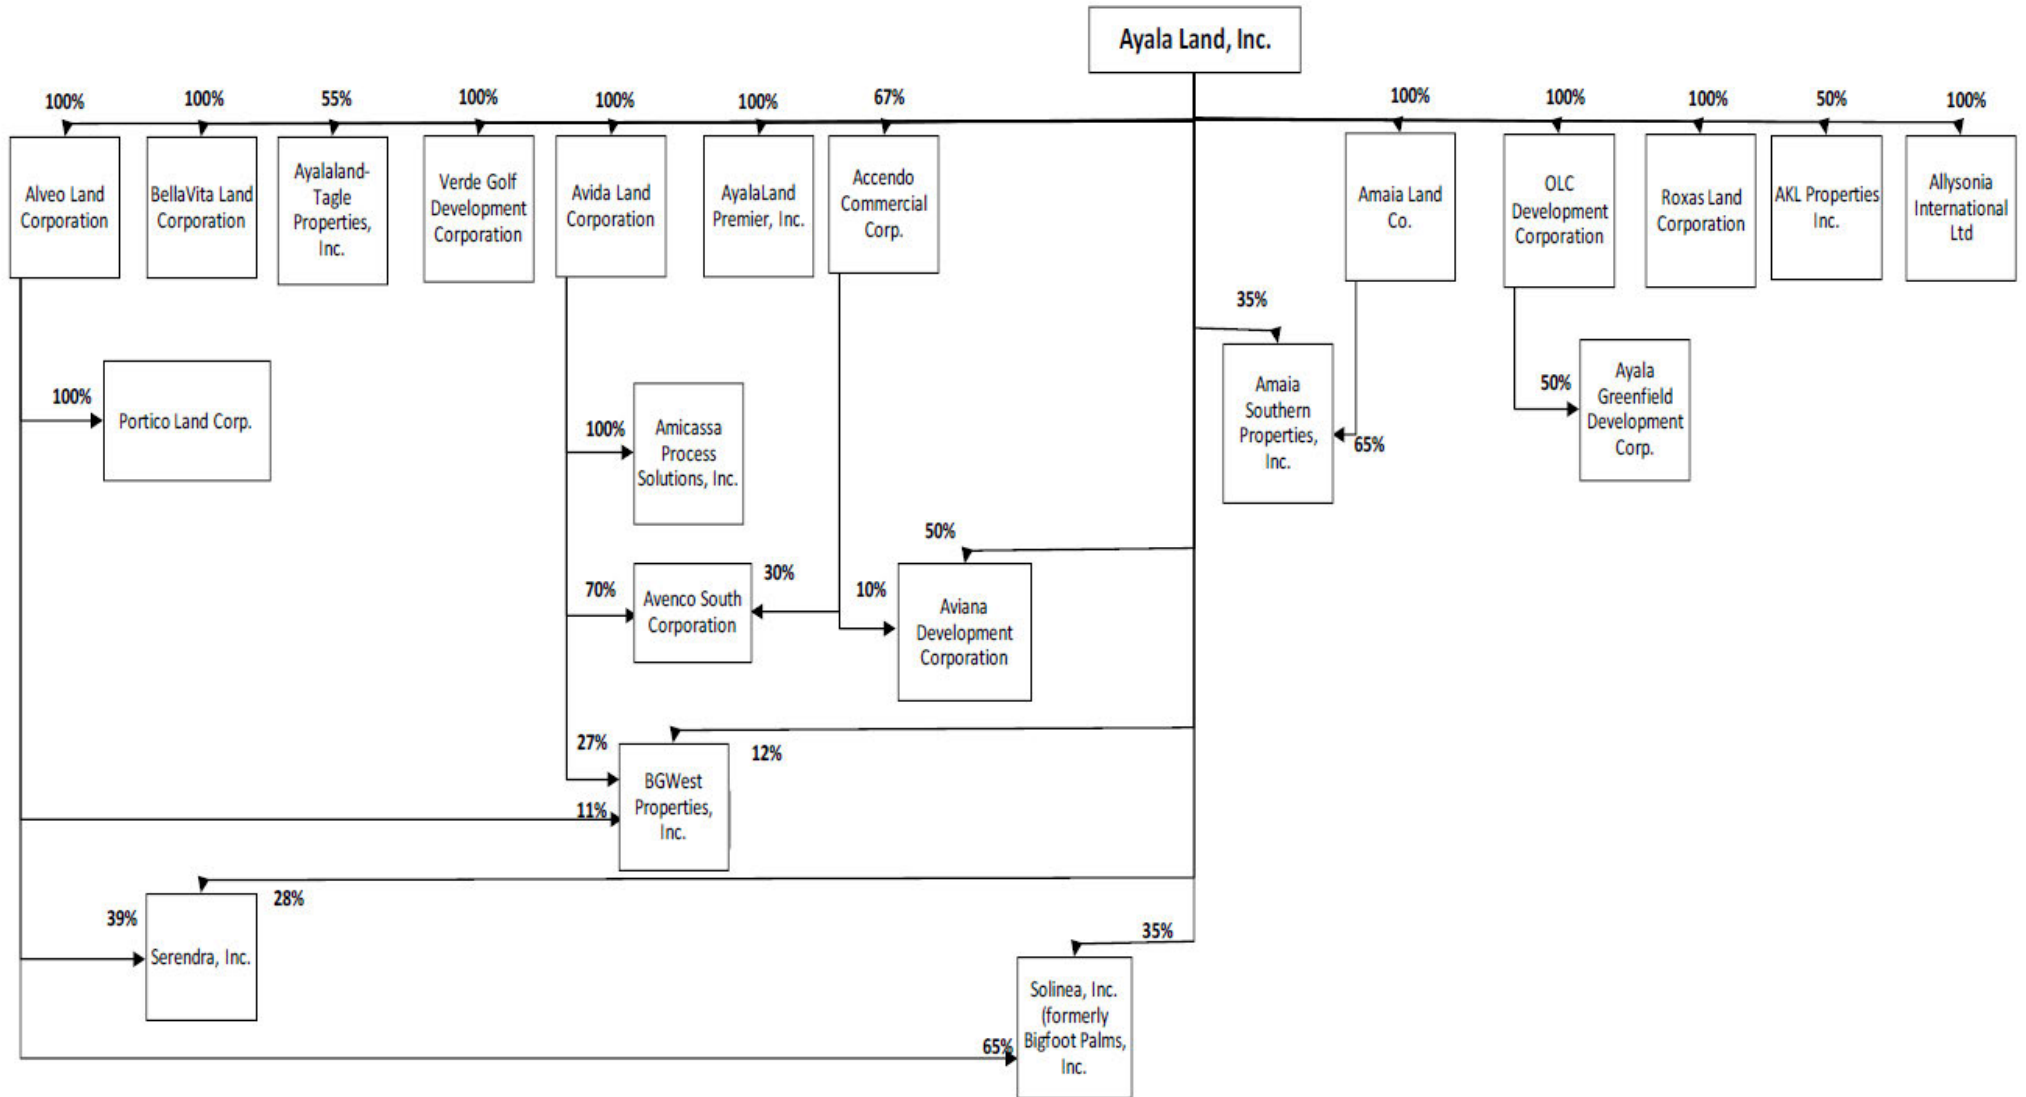 Ayala Land, Inc.
100%
100%
55%
100%
100%
100%
67%
100%
100%
100%
50%
100%
Alveo Land
Corporation
BellaVita Land
Corporation
Ayalaland-
Tagle
Properties,
Inc.
Verde Golf
Development
Corporation
Avida Land
Corporation
AyalaLand
Premier, Inc.
Accendo
Commercial
Corp.
Amaia Land
Co.
OLC
Development
Corporation
Roxas Land
Corporation
AKL Properties
Inc.
Allysonia
International
Ltd
35%
100%
Portico Land Corp.
100%
Amicassa
Process
Solutions, Inc.
Amaia
Southern
Properties,
Inc.
65%
50%
Ayala
Greenfield
Development
Corp.
50%
70%
Avenco South
Corporation
30%
10%
Aviana
Development
Corporation
27%
12%
11%
BGWest
Properties,
Inc.
28%
39%
Serendra, Inc.
35%
65%
Solinea, Inc.
(formerly
Bigfoot Palms,
Inc.